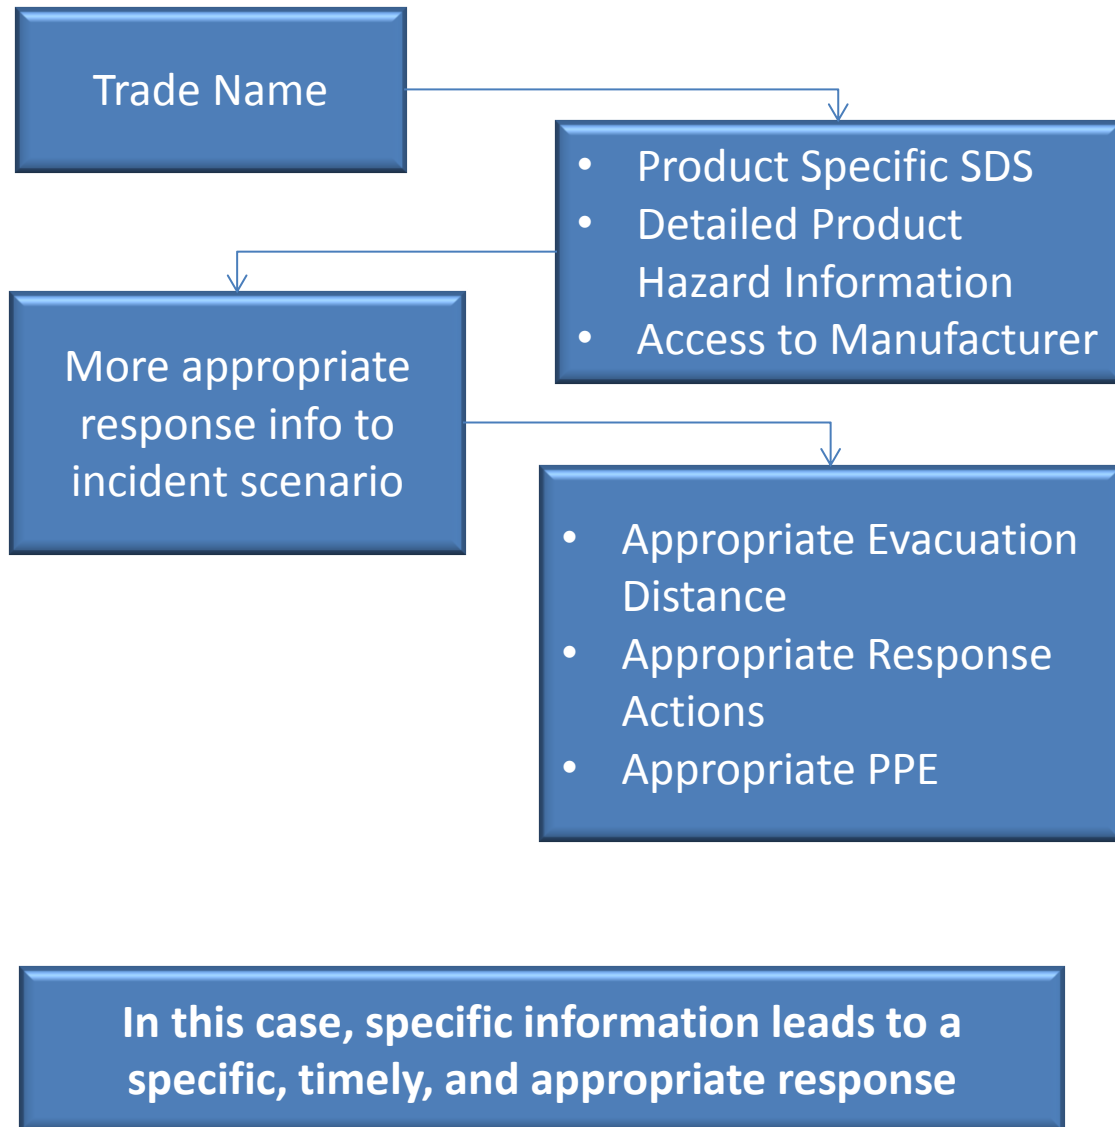 Trade Name
• Product Specific SDS
• Detailed Product
Hazard Information
• Access to Manufacturer
More appropriate
response info to
incident scenario
• Appropriate Evacuation
Distance
• Appropriate Response
Actions
• Appropriate PPE
In this case, specific information leads to a
specific, timely, and appropriate response